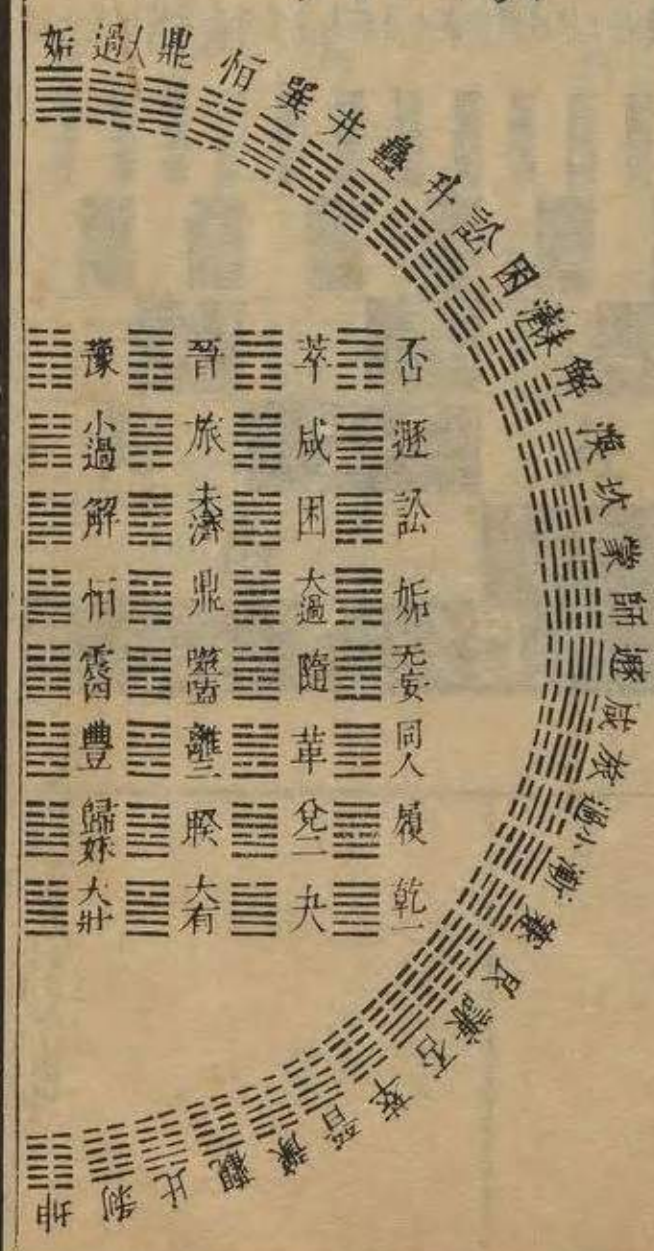 姤
大過
鼎
恒
巽
井
蠱
升
訟
困
未濟
解
渙
坎
蒙
師
遯
咸
旅
小過
漸
蹇
艮
謙
否
萃
晉
豫
觀
比
剝
坤
否
遯
訟
姤
无妄
同人
履
乾一
萃
咸
困
大過
隨
革
兌二
夬
晉
旅
未濟
鼎
噬嗑
離三
睽
大有
豫
小過
解
恒
震四
豐
歸妹
大壯